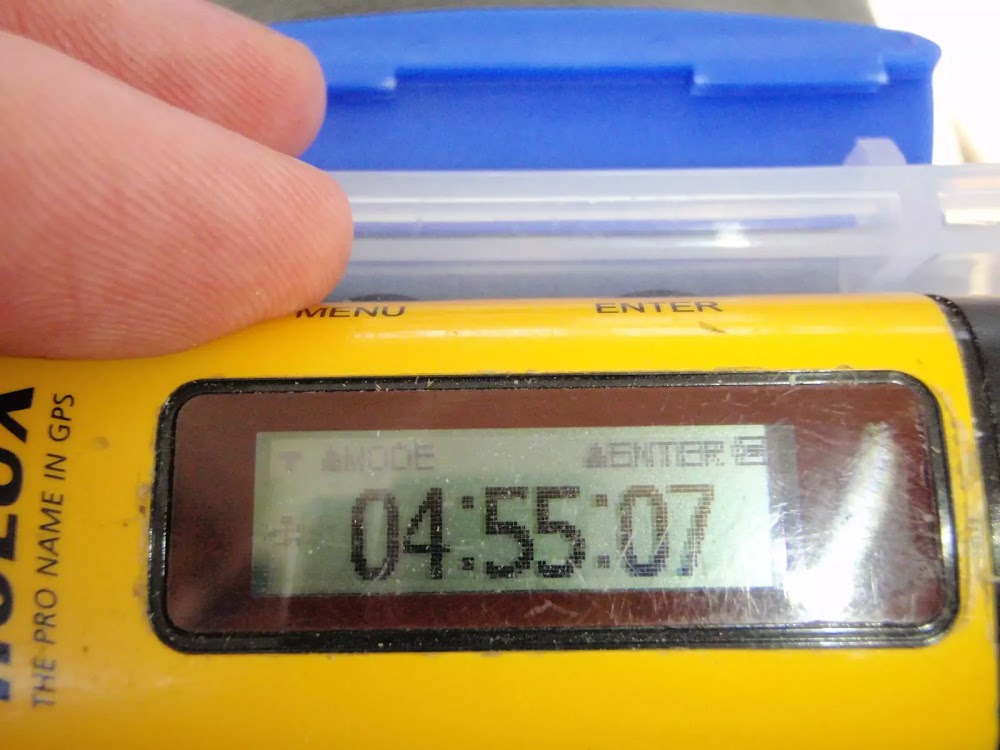 MENU ENTER
▲MODE ▲ENTER
04:55:07
THE PRO NAME IN GPS